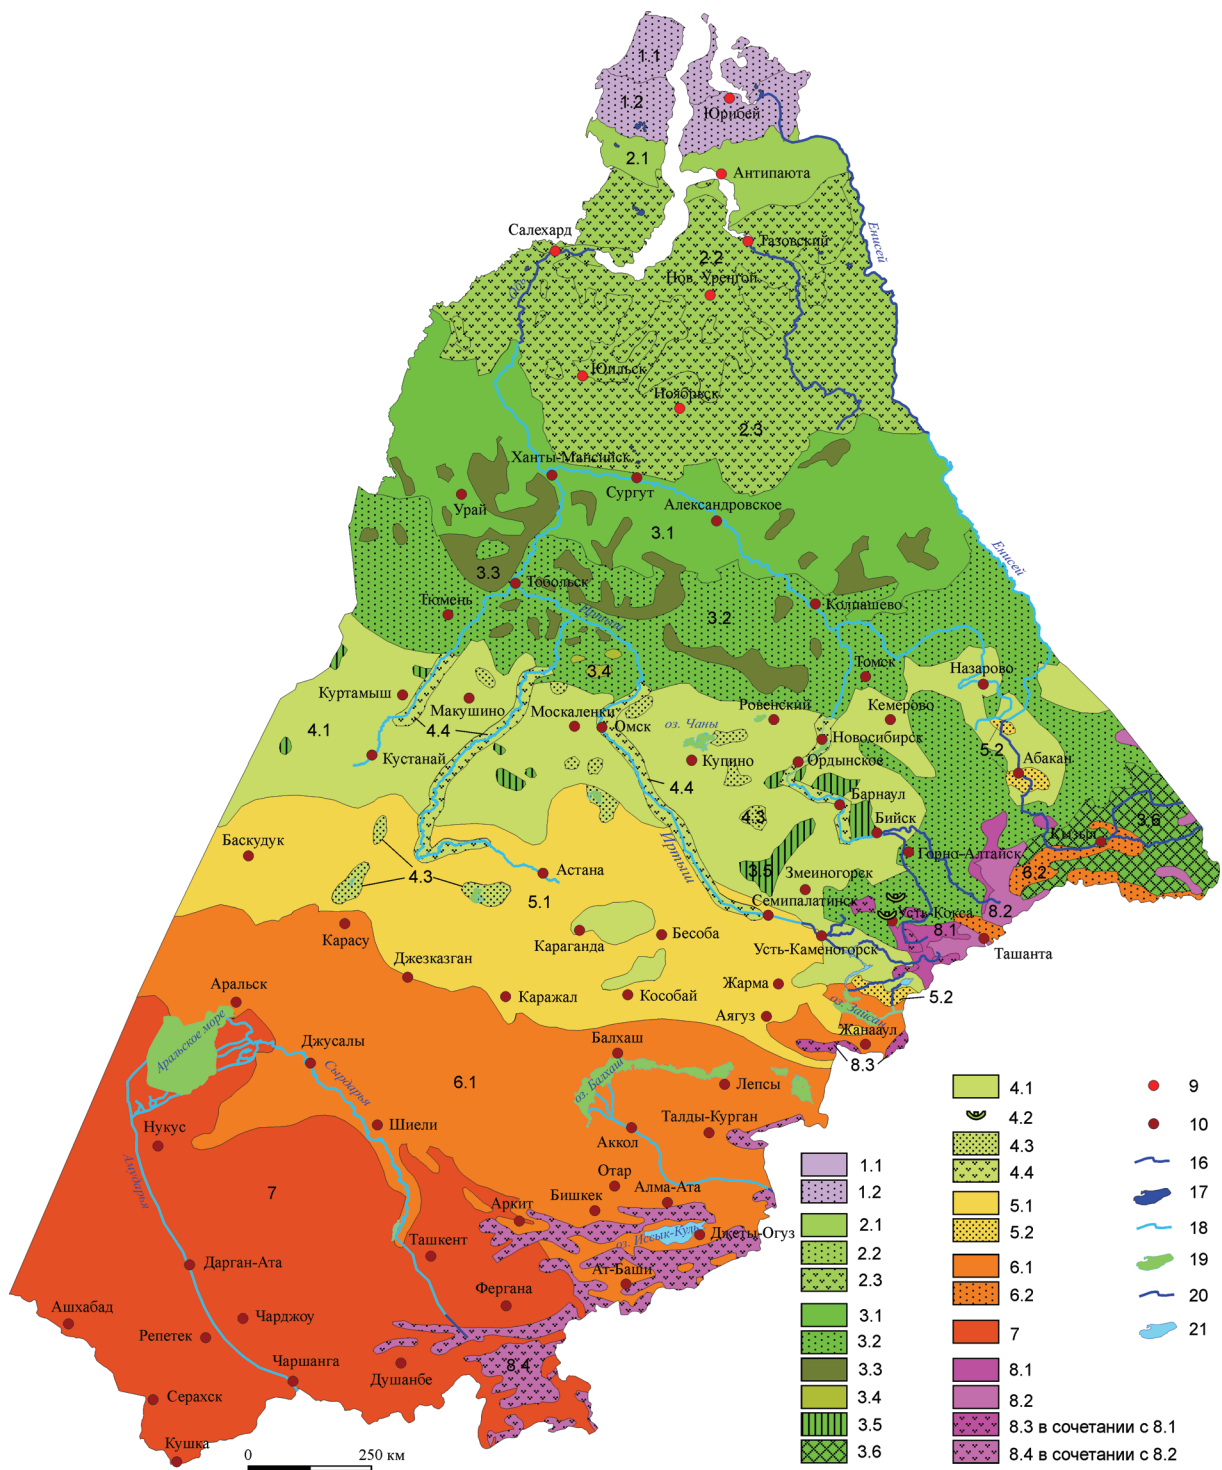 1.1
1.2
Юрибей
2.1
Антипаюта
Енисей
Салехард
Тазовский
2.2
Нов. Уренгой
Обь
Юильск
Ноябрьск
2.3
Ханты-Мансийск
Сургут
Урай
Александровское
3.1
Енисей
3.3
Тобольск
Тюмень
Иртыш
3.2
Колпашево
3.4
Томск
Назарово
Куртамыш
Макушино
Москаленки
Омск
Ровенский
Кемерово
4.1
4.4
оз. Чаны
Новосибирск
5.2
Кустанай
Купино
Ордынское
Абакан
4.4
Барнаул
4.3
Бийск
3.6
Баскудук
Кызыл
Иртыш
Горно-Алтайск
4.3
Астана
3.5
6.2
Змеиногорск
5.1
Семипалатинск
Усть-Кокса
8.2
Карасу
Караганда
Бесоба
8.1
Усть-Каменогорск
Ташанта
Джезказган
Жарма
Аральск
Каражал
Кособай
5.2
оз. Зайсан
Аягуз
Аральское море
Жанааул
Джусалы
Балхаш
8.3
6.1
оз. Балхаш
Лепсы
Сырдарья
Талды-Курган
Нукус
Шиели
Аккол
Амударья
7
Отар
Алма-Ата
Бишкек
Аркит
Ташкент
оз. Иссык-Куль
Джеты-Огуз
Дарган-Ата
Ат-Баши
Фергана
Ашхабад
Чарджоу
Репетек
Чаршанга
8.4
Душанбе
Серахск
Кушка
0
250 км
1.1
1.2
2.1
2.2
2.3
3.1
3.2
3.3
3.4
3.5
3.6
4.1
4.2
4.3
4.4
5.1
5.2
6.1
6.2
7
8.1
8.2
8.3 в сочетании с 8.1
8.4 в сочетании с 8.2
9
10
16
17
18
19
20
21